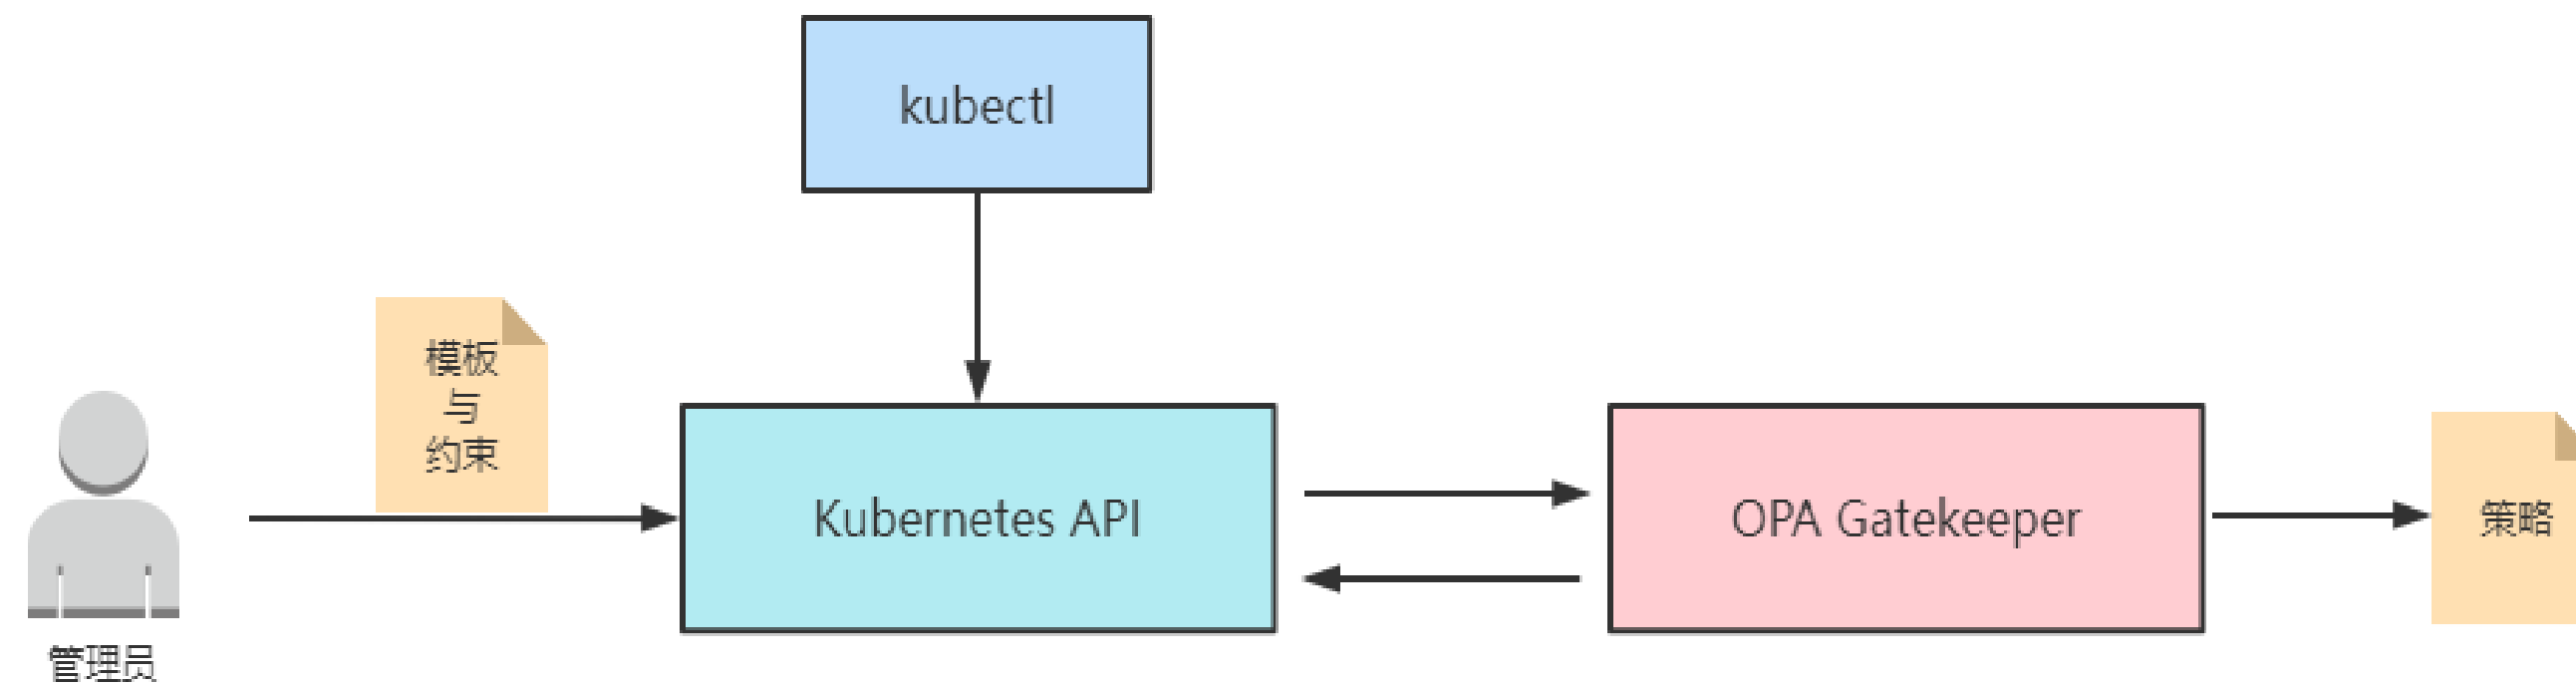 kubectl
模板
与
约束
Kubernetes API
OPA Gatekeeper
策略
管理员